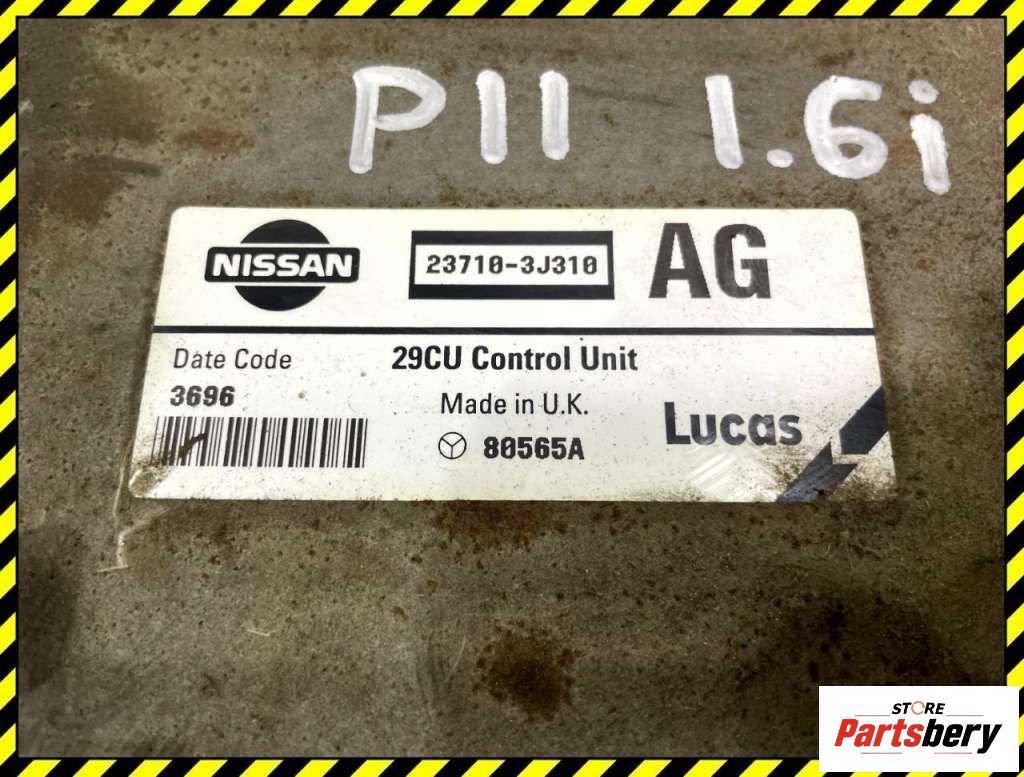 P11 1.6i
NISSAN
23710-3J310
AG
Date Code
3696
29CU Control Unit
Made in U.K.
80565A
Lucas
STORE
Partsbery